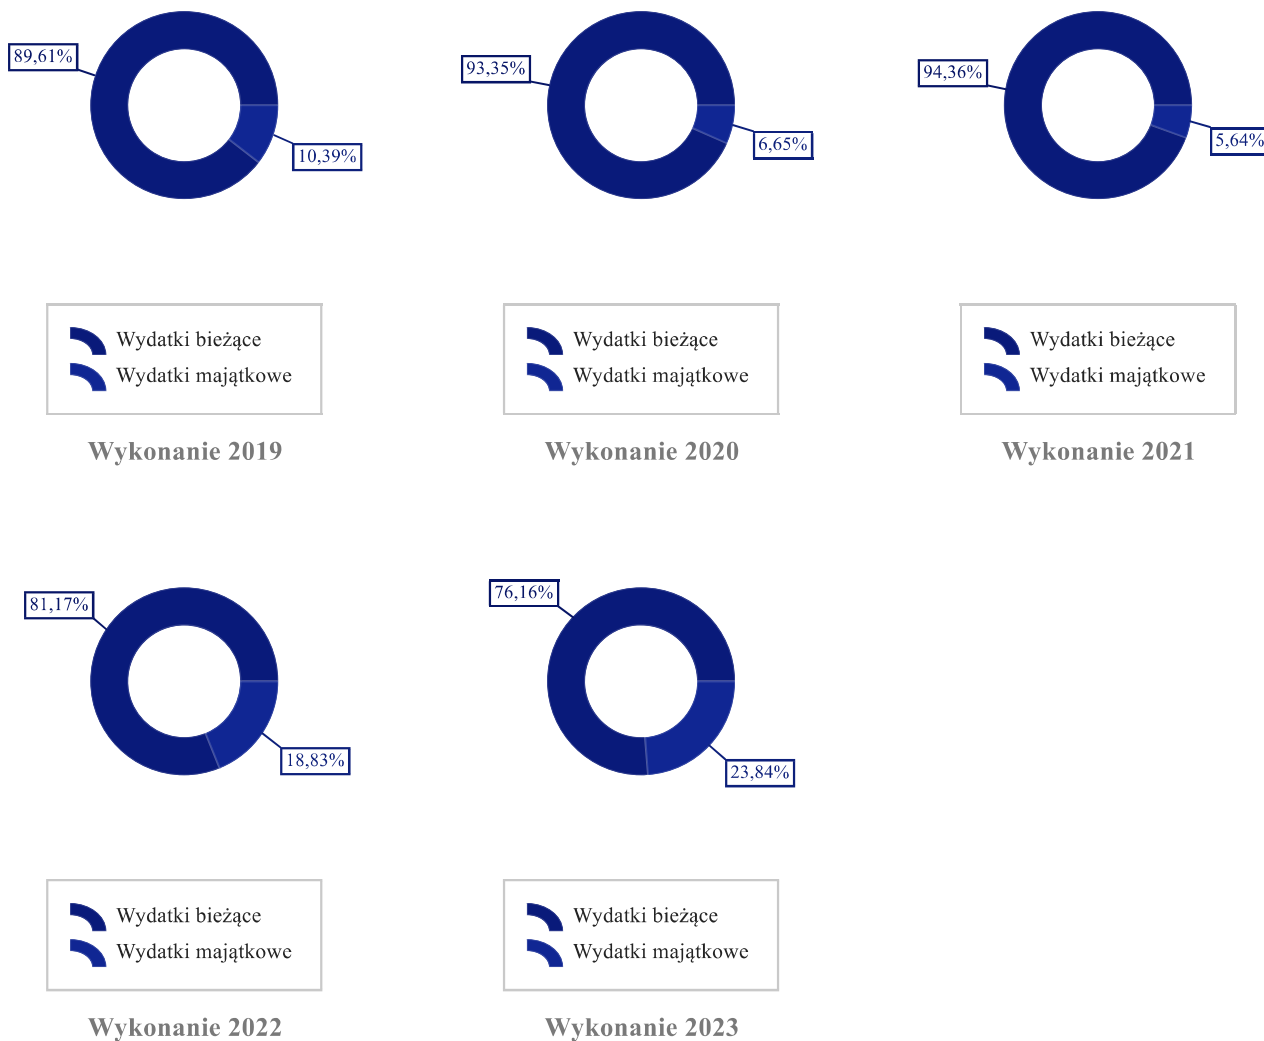 89,61%
10,39%
Wydatki bieżące
Wydatki majątkowe
Wykonanie 2019
93,35%
6,65%
Wydatki bieżące
Wydatki majątkowe
Wykonanie 2020
94,36%
5,64%
Wydatki bieżące
Wydatki majątkowe
Wykonanie 2021
81,17%
18,83%
Wydatki bieżące
Wydatki majątkowe
Wykonanie 2022
76,16%
23,84%
Wydatki bieżące
Wydatki majątkowe
Wykonanie 2023